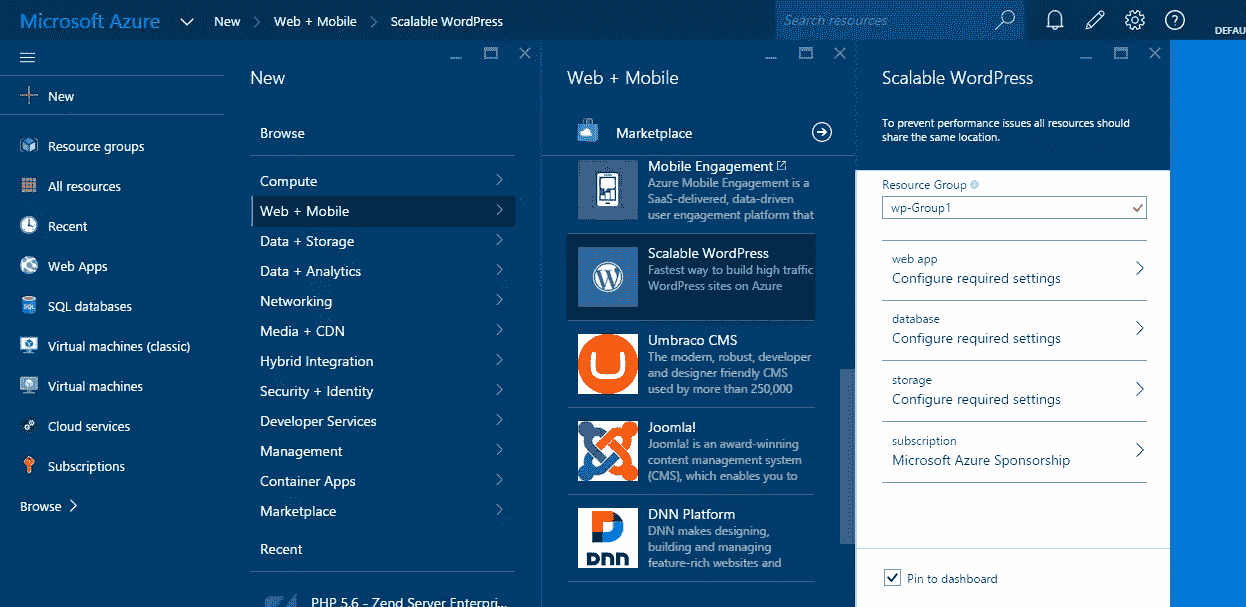 Microsoft Azure
New
Web + Mobile
Scalable WordPress
Search resources
DEFAU
New
Resource groups
All resources
Recent
Web Apps
SQL databases
Virtual machines (classic)
Virtual machines
Cloud services
Subscriptions
Browse
New
Browse
Compute
Web + Mobile
Data + Storage
Data + Analytics
Networking
Media + CDN
Hybrid Integration
Security + Identity
Developer Services
Management
Container Apps
Marketplace
Recent
PHP 5.6 - Zend Server Enterpri...
Web + Mobile
Marketplace
Mobile Engagement
Azure Mobile Engagement is a
SaaS-delivered, data-driven
user engagement platform that
Scalable WordPress
Fastest way to build high traffic
WordPress sites on Azure
Umbraco CMS
The modern, robust, developer
and designer friendly CMS
used by more than 250,000
Joomla!
Joomla! is an award-winning
content management system
(CMS), which enables you to
DNN
DNN Platform
DNN makes designing,
building and managing
feature-rich websites and
Scalable WordPress
To prevent performance issues all resources should
share the same location.
Resource Group
wp-Group1
web app
Configure required settings
database
Configure required settings
storage
Configure required settings
subscription
Microsoft Azure Sponsorship
Pin to dashboard